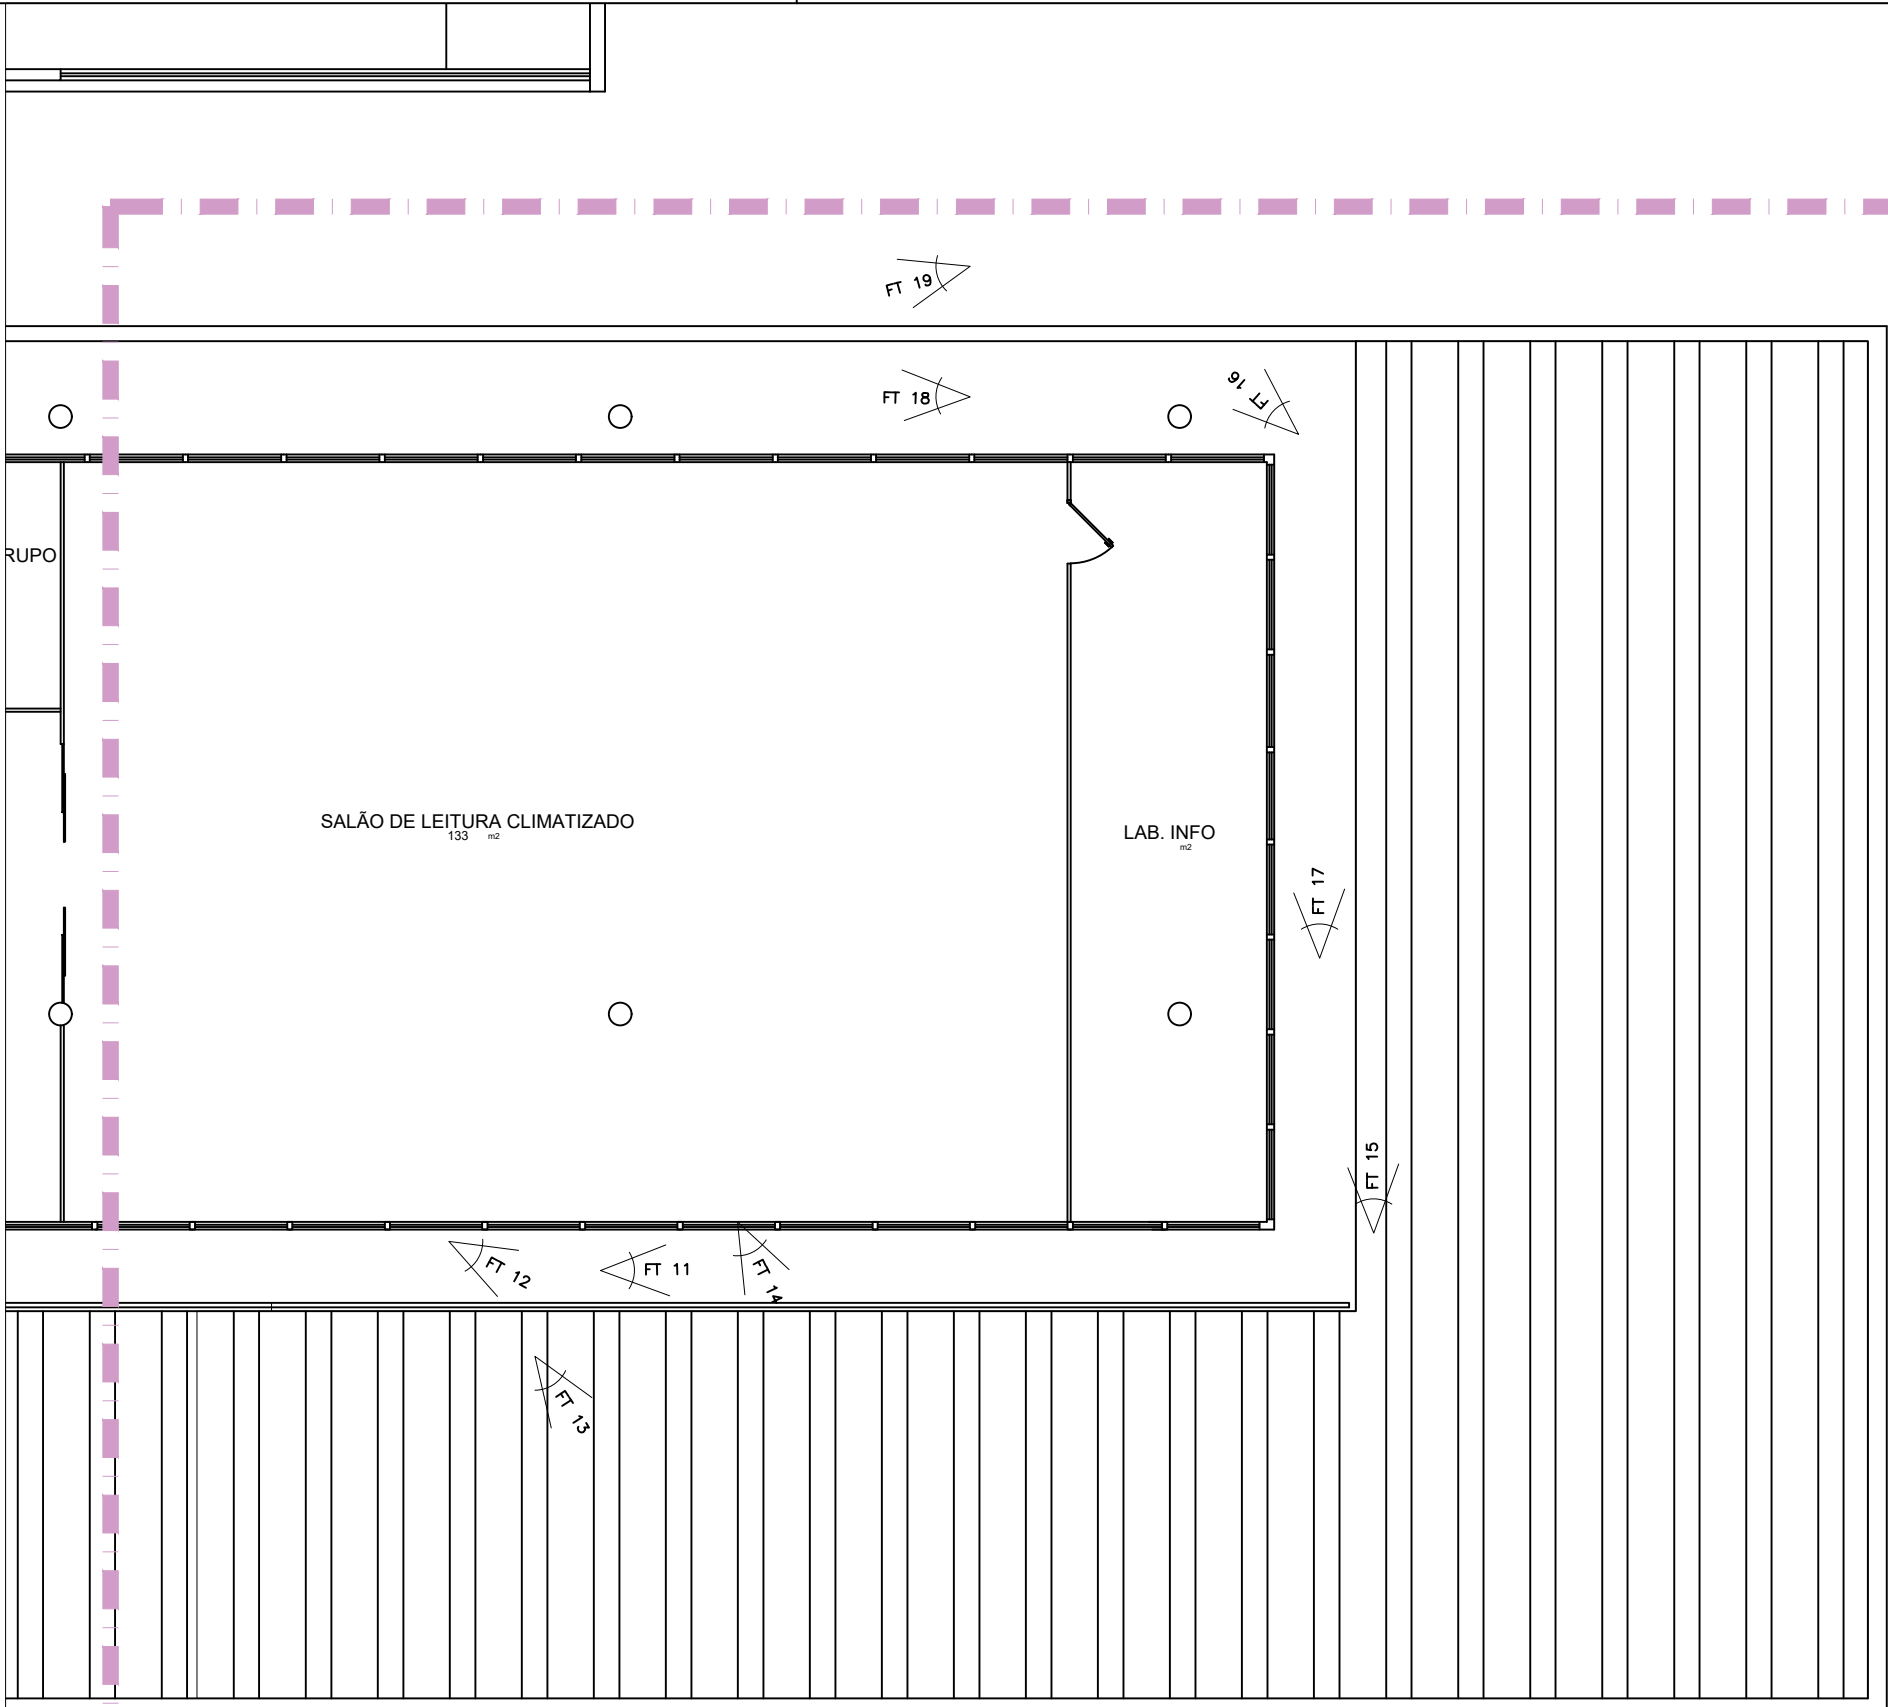 FT 19
FT 18
FT 16
RUPO
SALÃO DE LEITURA CLIMATIZADO
133 m2
LAB. INFO
m2
FT 17
FT 15
FT 12
FT 11
FT 14
FT 13